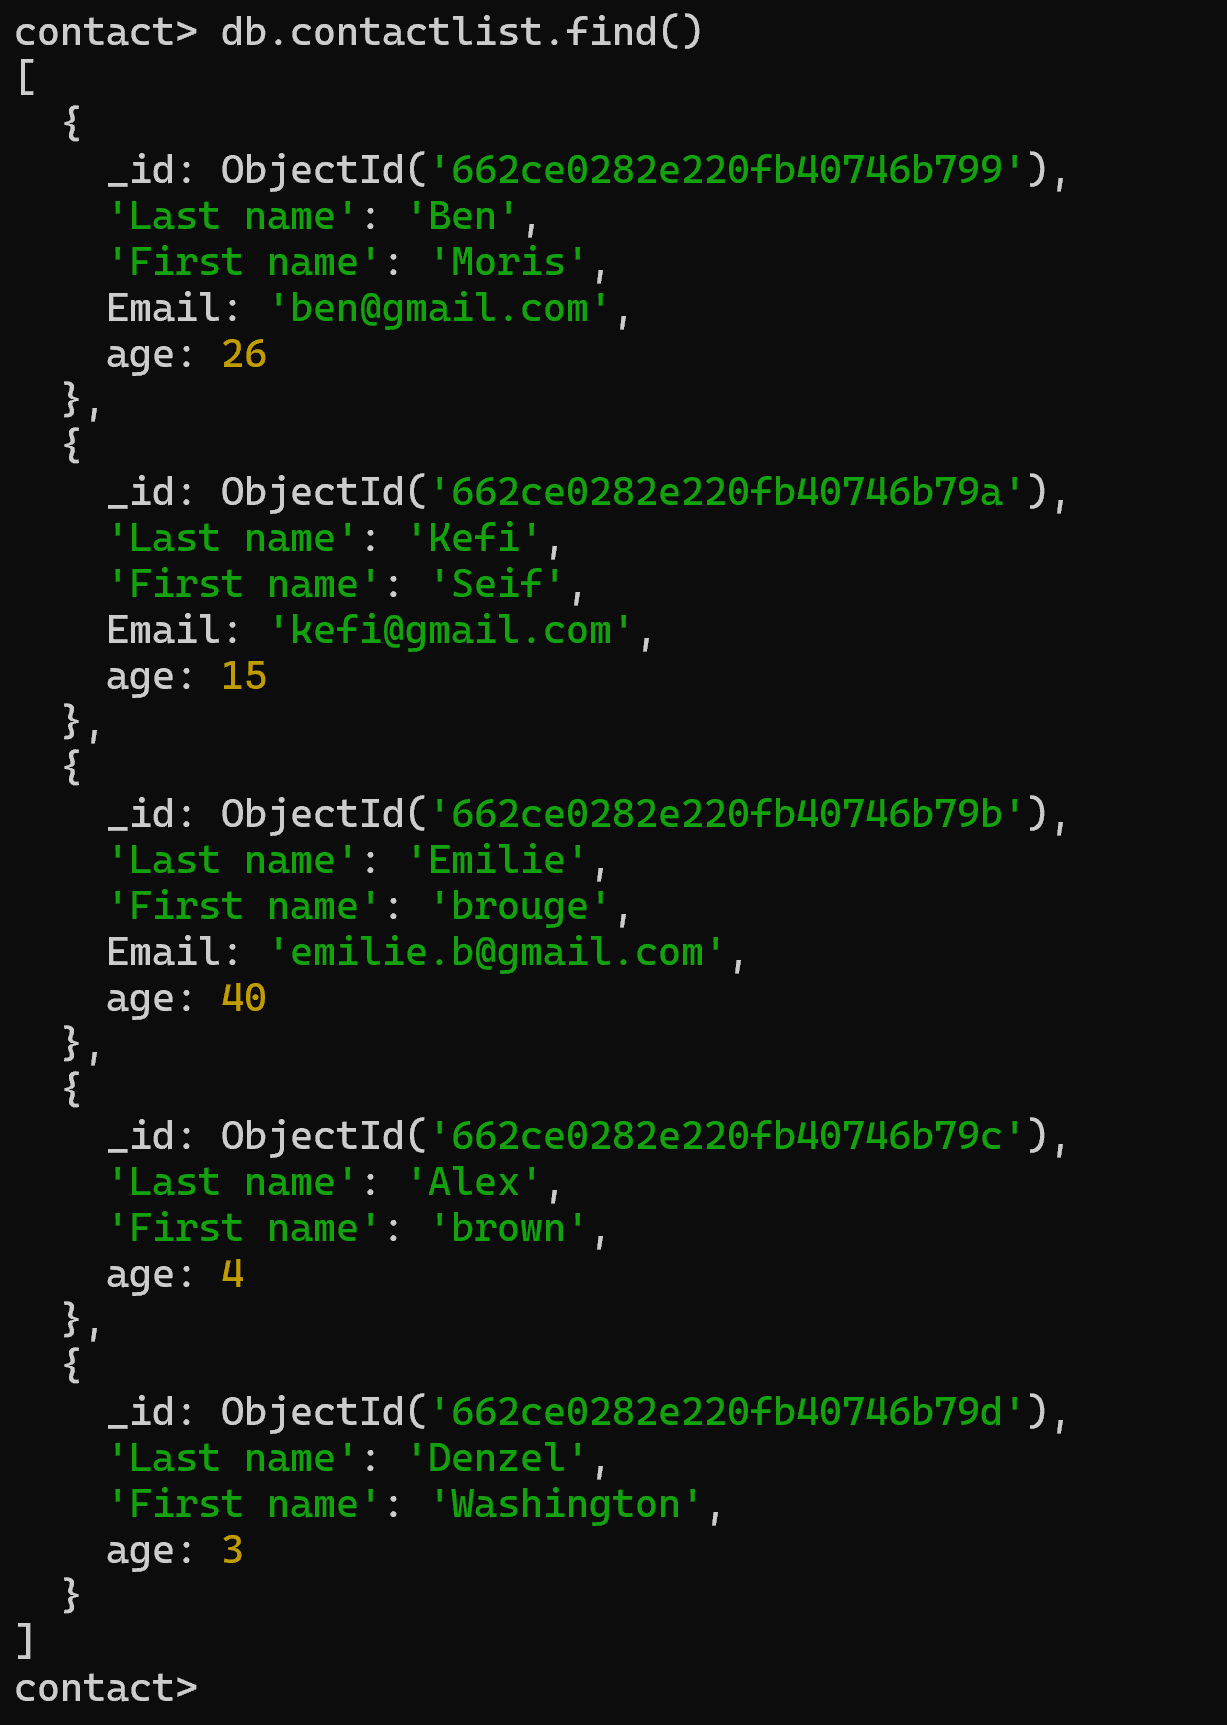 contact> db.contactlist.find()
[
  {
    _id: ObjectId('662ce0282e220fb40746b799'),
    'Last name': 'Ben',
    'First name': 'Moris',
    Email: 'ben@gmail.com',
    age: 26
  },
  {
    _id: ObjectId('662ce0282e220fb40746b79a'),
    'Last name': 'Kefi',
    'First name': 'Seif',
    Email: 'kefi@gmail.com',
    age: 15
  },
  {
    _id: ObjectId('662ce0282e220fb40746b79b'),
    'Last name': 'Emilie',
    'First name': 'brouge',
    Email: 'emilie.b@gmail.com',
    age: 40
  },
  {
    _id: ObjectId('662ce0282e220fb40746b79c'),
    'Last name': 'Alex',
    'First name': 'brown',
    age: 4
  },
  {
    _id: ObjectId('662ce0282e220fb40746b79d'),
    'Last name': 'Denzel',
    'First name': 'Washington',
    age: 3
  }
]
contact>